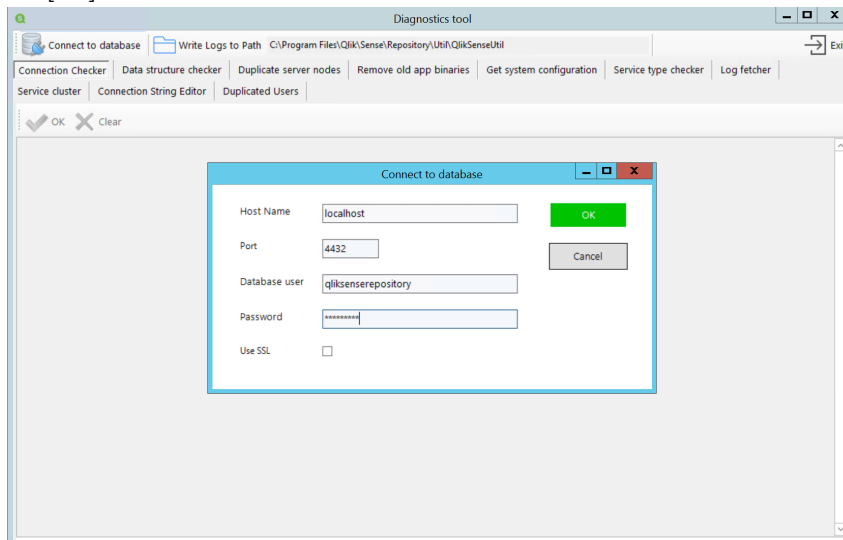 Diagnostics tool
Connect to database Write Logs to Path C:\Program Files\Qlik\Sense\Repository\Util\QlikSenseUtil Exi
Connection Checker Data structure checker Duplicate server nodes Remove old app binaries Get system configuration Service type checker Log fetcher
Service cluster Connection String Editor Duplicated Users
OK Clear
Connect to database
Host Name localhost OK
Port 4432 Cancel
Database user qliksenserepository
Password *********
Use SSL